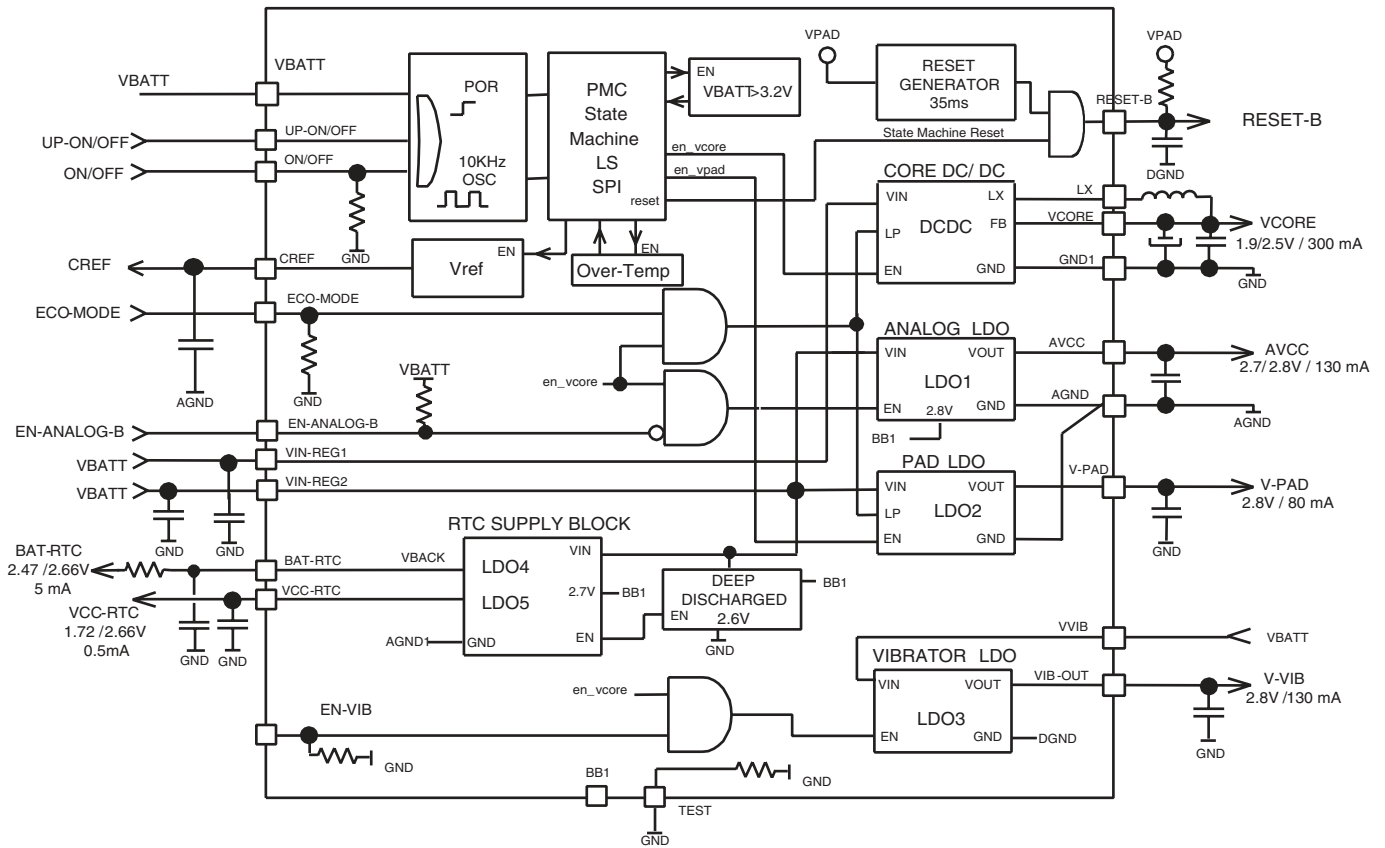 VBATT
VBATT
UP-ON/OFF
UP-ON/OFF
ON/OFF
ON/OFF
GND
POR
10KHz
OSC
PMC
State
Machine
LS
SPI
reset
EN
VBATT>3.2V
en_vcore
en_vpad
VPAD
RESET
GENERATOR
35ms
State Machine Reset
VPAD
RESET-B
RESET-B
DGND
CREF
CREF
AGND
Vref
EN
EN
Over-Temp
CORE DC/ DC
VIN
LX
LP
DCDC
FB
EN
GND
LX
VCORE
GND1
VCORE
1.9/2.5V / 300 mA
GND
ECO-MODE
ECO-MODE
GND
VBATT
en_vcore
EN-ANALOG-B
EN-ANALOG-B
ANALOG LDO
VIN
VOUT
LDO1
EN
GND
2.8V
BB1
AVCC
AGND
AVCC
2.7/2.8V / 130 mA
AGND
VBATT
VIN-REG1
VBATT
VIN-REG2
GND
GND
PAD LDO
VIN
VOUT
LP
LDO2
EN
GND
V-PAD
V-PAD
2.8V / 80 mA
GND
RTC SUPPLY BLOCK
BAT-RTC
2.47 /2.66V
5 mA
BAT-RTC
VBACK
VCC-RTC
1.72 /2.66V
0.5mA
VCC-RTC
GND
GND
LDO4
VIN
LDO5
2.7V
BB1
EN
AGND1
GND
DEEP
DISCHARGED
2.6V
EN
BB1
GND
VVIB
VBATT
VIBRATOR LDO
VIN
VOUT
LDO3
EN
GND
DGND
VIB-OUT
V-VIB
2.8V /130 mA
GND
en_vcore
EN-VIB
GND
BB1
TEST
GND
GND